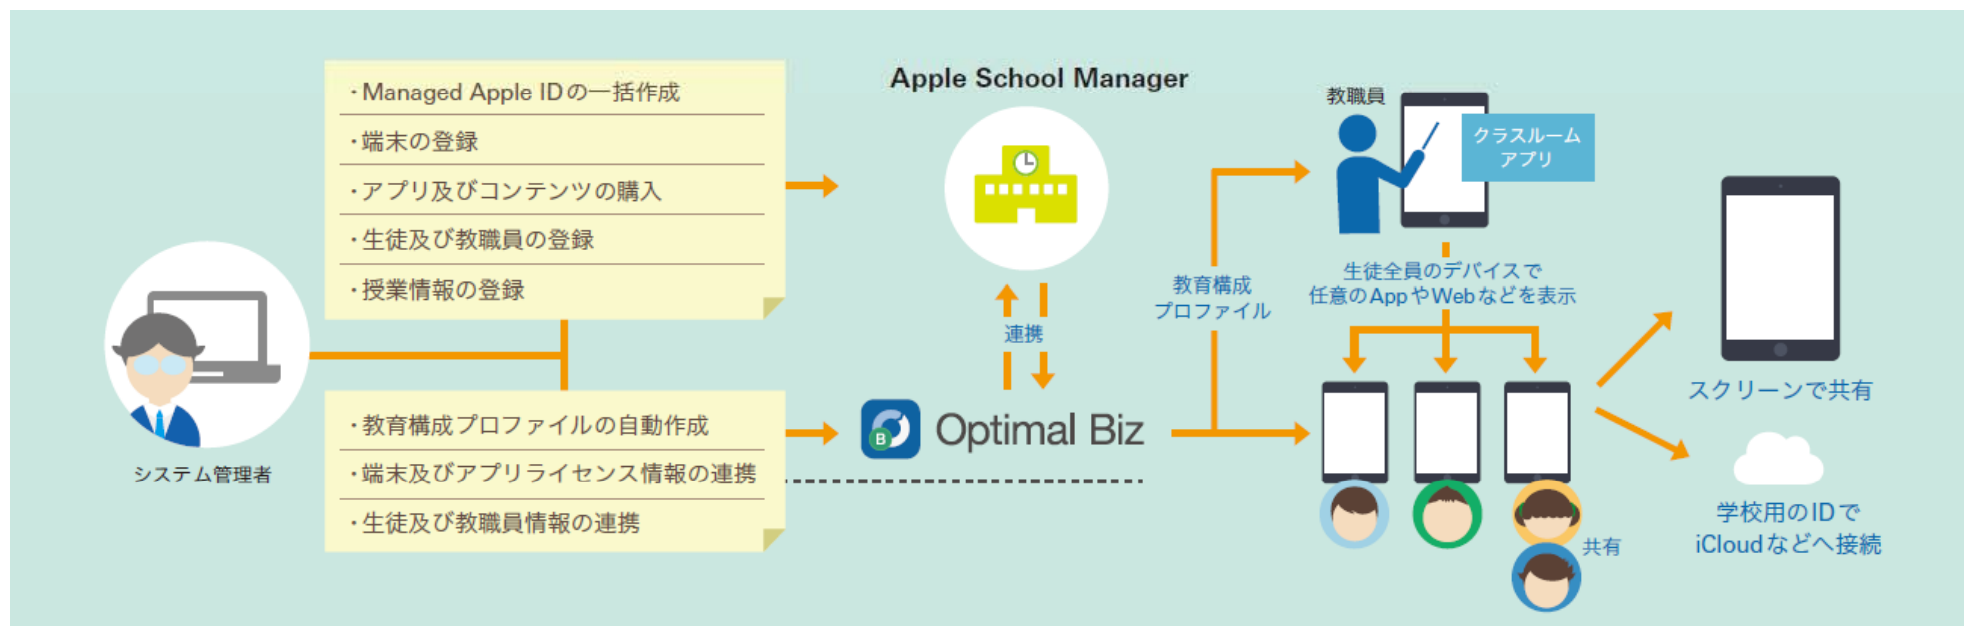 ・Managed Apple IDの一括作成
・端末の登録
・アプリ及びコンテンツの購入
・生徒及び教職員の登録
・授業情報の登録
システム管理者
・教育構成プロファイルの自動作成
・端末及びアプリライセンス情報の連携
・生徒及び教職員情報の連携
Apple School Manager
連携
B
Optimal Biz
教育構成
プロファイル
教職員
クラスルーム
アプリ
生徒全員のデバイスで
任意のAppやWebなどを表示
共有
スクリーンで共有
学校用のIDで
iCloudなどへ接続